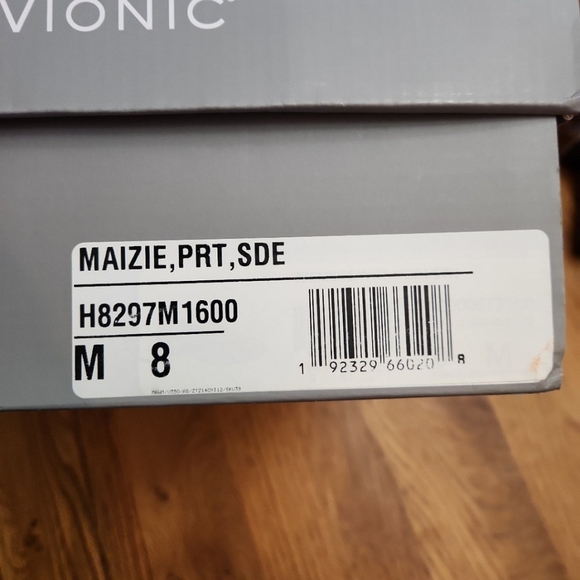 VIONIC
MAIZIE,PRT,SDE
H8297M1600
M 8
1 92329 66020 8